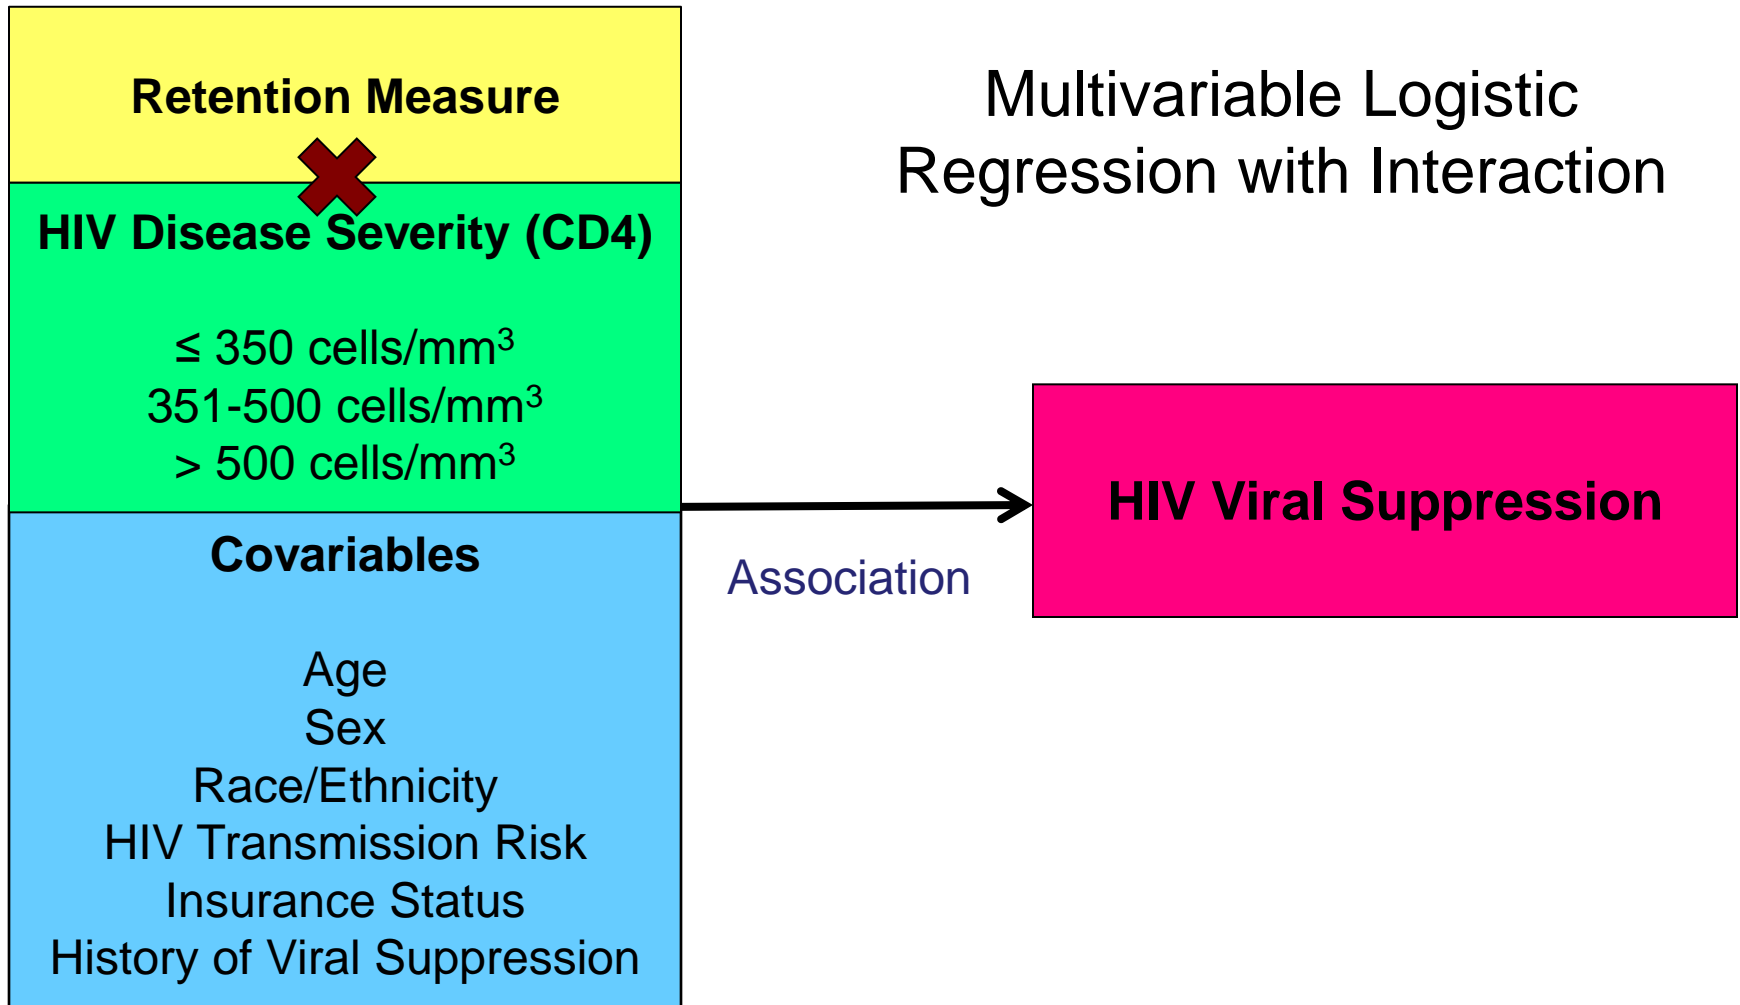 Retention Measure
HIV Disease Severity (CD4)
≤ 350 cells/mm³
351-500 cells/mm³
> 500 cells/mm³
Covariables
Age
Sex
Race/Ethnicity
HIV Transmission Risk
Insurance Status
History of Viral Suppression
Multivariable Logistic
Regression with Interaction
Association
HIV Viral Suppression